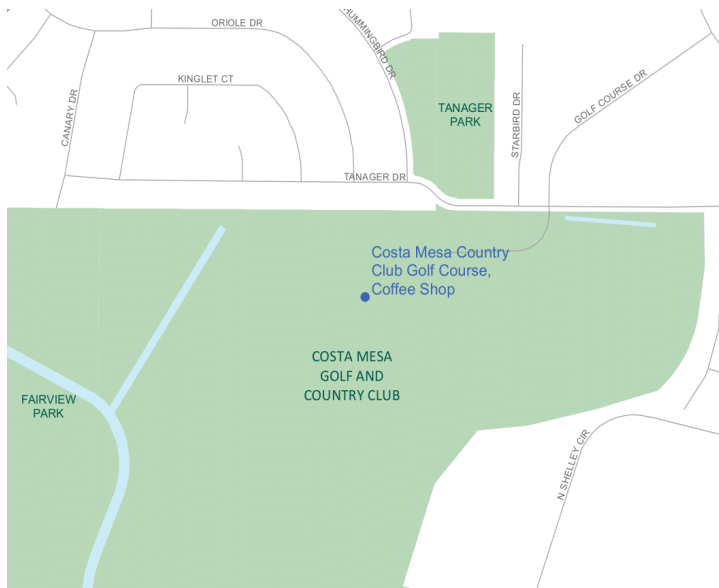 ORIOLE DR
HUMMINGBIRD DR
KINGLET CT
CANARY DR
TANAGER
PARK
STARBIRD DR
GOLF COURSE DR
TANAGER DR
Costa Mesa Country
Club Golf Course,
Coffee Shop
COSTA MESA
GOLF AND
COUNTRY CLUB
FAIRVIEW
PARK
N SHELLEY CIR